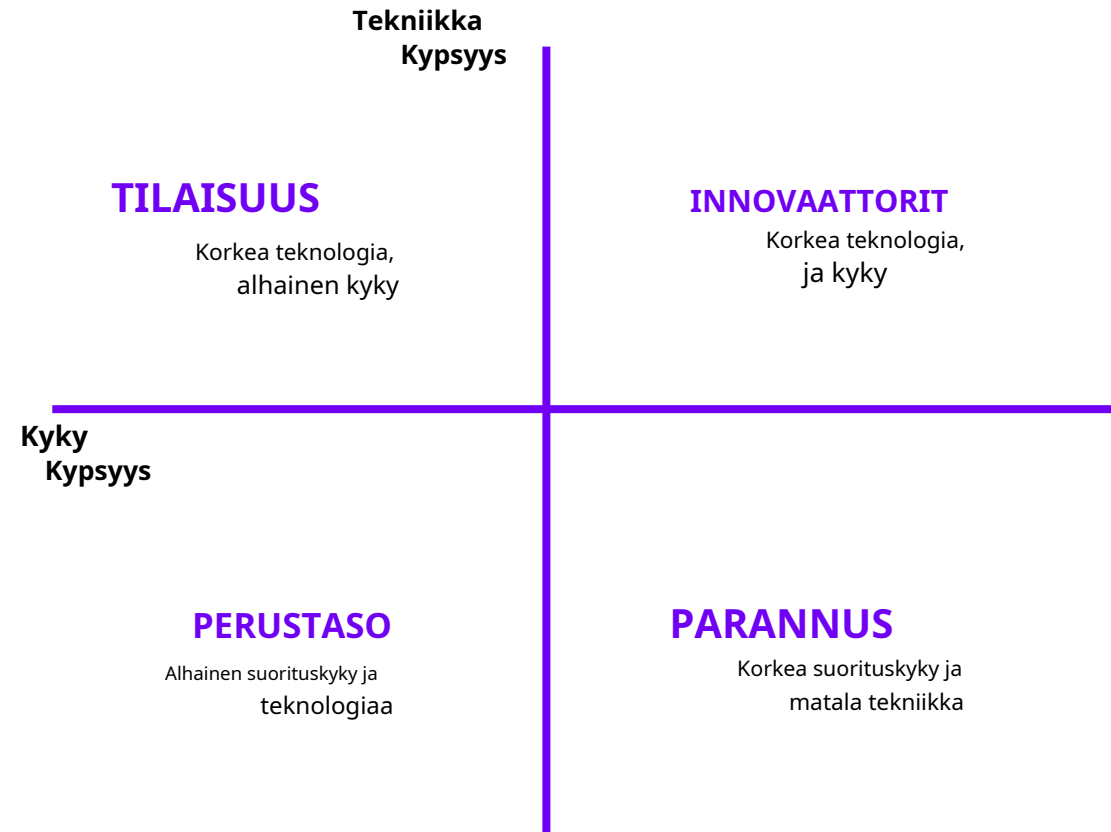 Tekniikka
Kypsyys
TILAISUUS
Korkea teknologia,
alhainen kyky
INNOVAATTORIT
Korkea teknologia,
ja kyky
Kyky
Kypsyys
PERUSTASO
Alhainen suorituskyky ja
teknologiaa
PARANNUS
Korkea suorituskyky ja
matala tekniikka